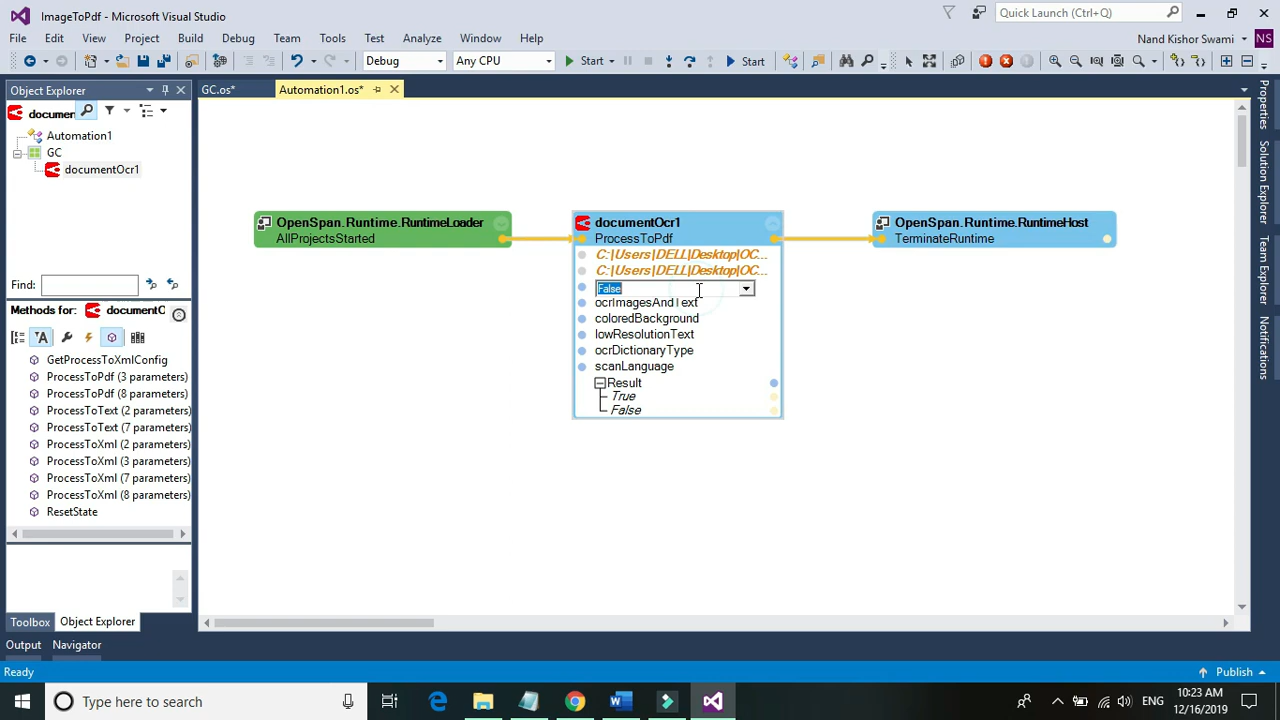 ImageToPdf - Microsoft Visual Studio
Quick Launch (Ctrl+Q)
File Edit View Project Build Debug Team Tools Test Analyze Window Help
Nand Kishor Swami NS
Debug Any CPU Start Start
Object Explorer
GC.os* Automation1.os*
documen
Automation1
GC
documentOcr1
Find:
Methods for: documentO
GetProcessToXmlConfig
ProcessToPdf (3 parameters)
ProcessToPdf (8 parameters)
ProcessToText (2 parameters)
ProcessToText (7 parameters)
ProcessToXml (2 parameters)
ProcessToXml (3 parameters)
ProcessToXml (7 parameters)
ProcessToXml (8 parameters)
ResetState
Toolbox Object Explorer
Output Navigator
OpenSpan.Runtime.RuntimeLoader
AllProjectsStarted
documentOcr1
ProcessToPdf
C:\Users\DELL\Desktop\OC...
C:\Users\DELL\Desktop\OC...
False
ocrImagesAndText
coloredBackground
lowResolutionText
ocrDictionaryType
scanLanguage
Result
True
False
OpenSpan.Runtime.RuntimeHost
TerminateRuntime
Properties
Solution Explorer
Team Explorer
Notifications
Ready
Publish
Type here to search
ENG
10:23 AM
12/16/2019